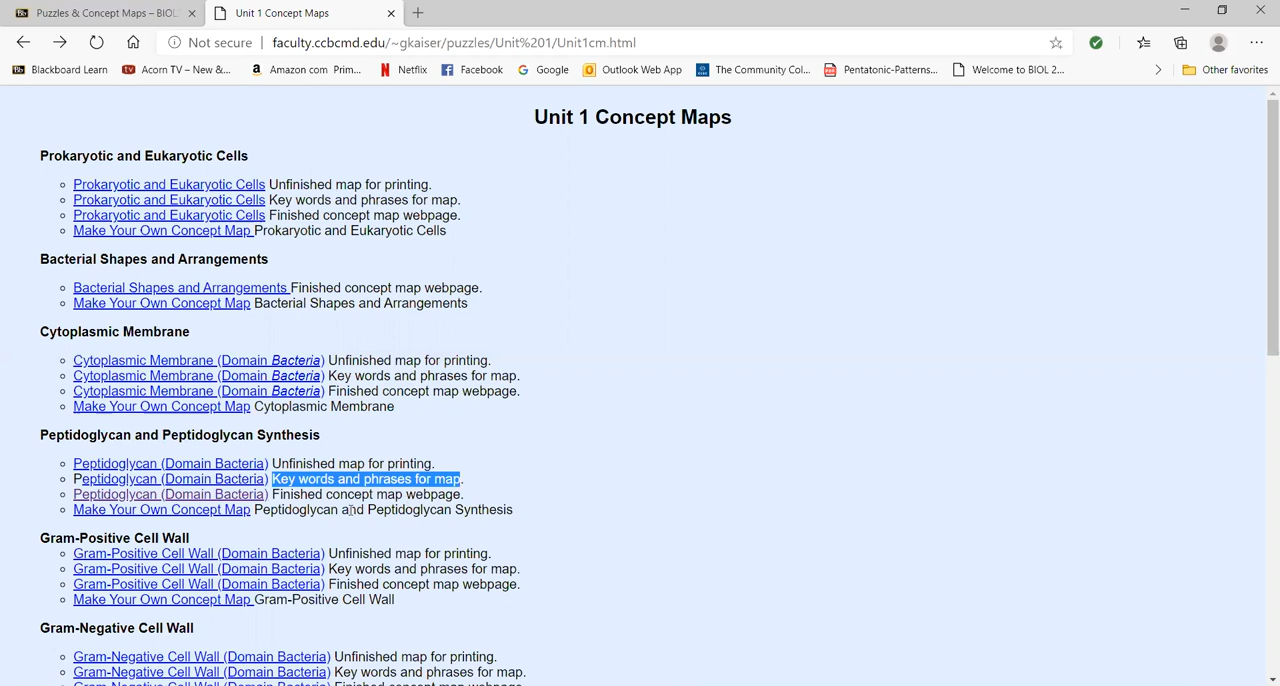 Puzzles & Concept Maps – BIOL
Unit 1 Concept Maps
Not secure | faculty.ccbcmd.edu/~gkaiser/puzzles/Unit%201/Unit1cm.html
Blackboard Learn
Acorn TV – New &...
Amazon com Prim...
Netflix
Facebook
Google
Outlook Web App
The Community Col...
Pentatonic-Patterns...
Welcome to BIOL 2...
Other favorites
Unit 1 Concept Maps
Prokaryotic and Eukaryotic Cells
Prokaryotic and Eukaryotic Cells Unfinished map for printing.
Prokaryotic and Eukaryotic Cells Key words and phrases for map.
Prokaryotic and Eukaryotic Cells Finished concept map webpage.
Make Your Own Concept Map Prokaryotic and Eukaryotic Cells
Bacterial Shapes and Arrangements
Bacterial Shapes and Arrangements Finished concept map webpage.
Make Your Own Concept Map Bacterial Shapes and Arrangements
Cytoplasmic Membrane
Cytoplasmic Membrane (Domain Bacteria) Unfinished map for printing.
Cytoplasmic Membrane (Domain Bacteria) Key words and phrases for map.
Cytoplasmic Membrane (Domain Bacteria) Finished concept map webpage.
Make Your Own Concept Map Cytoplasmic Membrane
Peptidoglycan and Peptidoglycan Synthesis
Peptidoglycan (Domain Bacteria) Unfinished map for printing.
Peptidoglycan (Domain Bacteria) Key words and phrases for map.
Peptidoglycan (Domain Bacteria) Finished concept map webpage.
Make Your Own Concept Map Peptidoglycan and Peptidoglycan Synthesis
Gram-Positive Cell Wall
Gram-Positive Cell Wall (Domain Bacteria) Unfinished map for printing.
Gram-Positive Cell Wall (Domain Bacteria) Key words and phrases for map.
Gram-Positive Cell Wall (Domain Bacteria) Finished concept map webpage.
Make Your Own Concept Map Gram-Positive Cell Wall
Gram-Negative Cell Wall
Gram-Negative Cell Wall (Domain Bacteria) Unfinished map for printing.
Gram-Negative Cell Wall (Domain Bacteria) Key words and phrases for map.
Gram-Negative Cell Wall (Domain Bacteria) Finished concept map webpage.